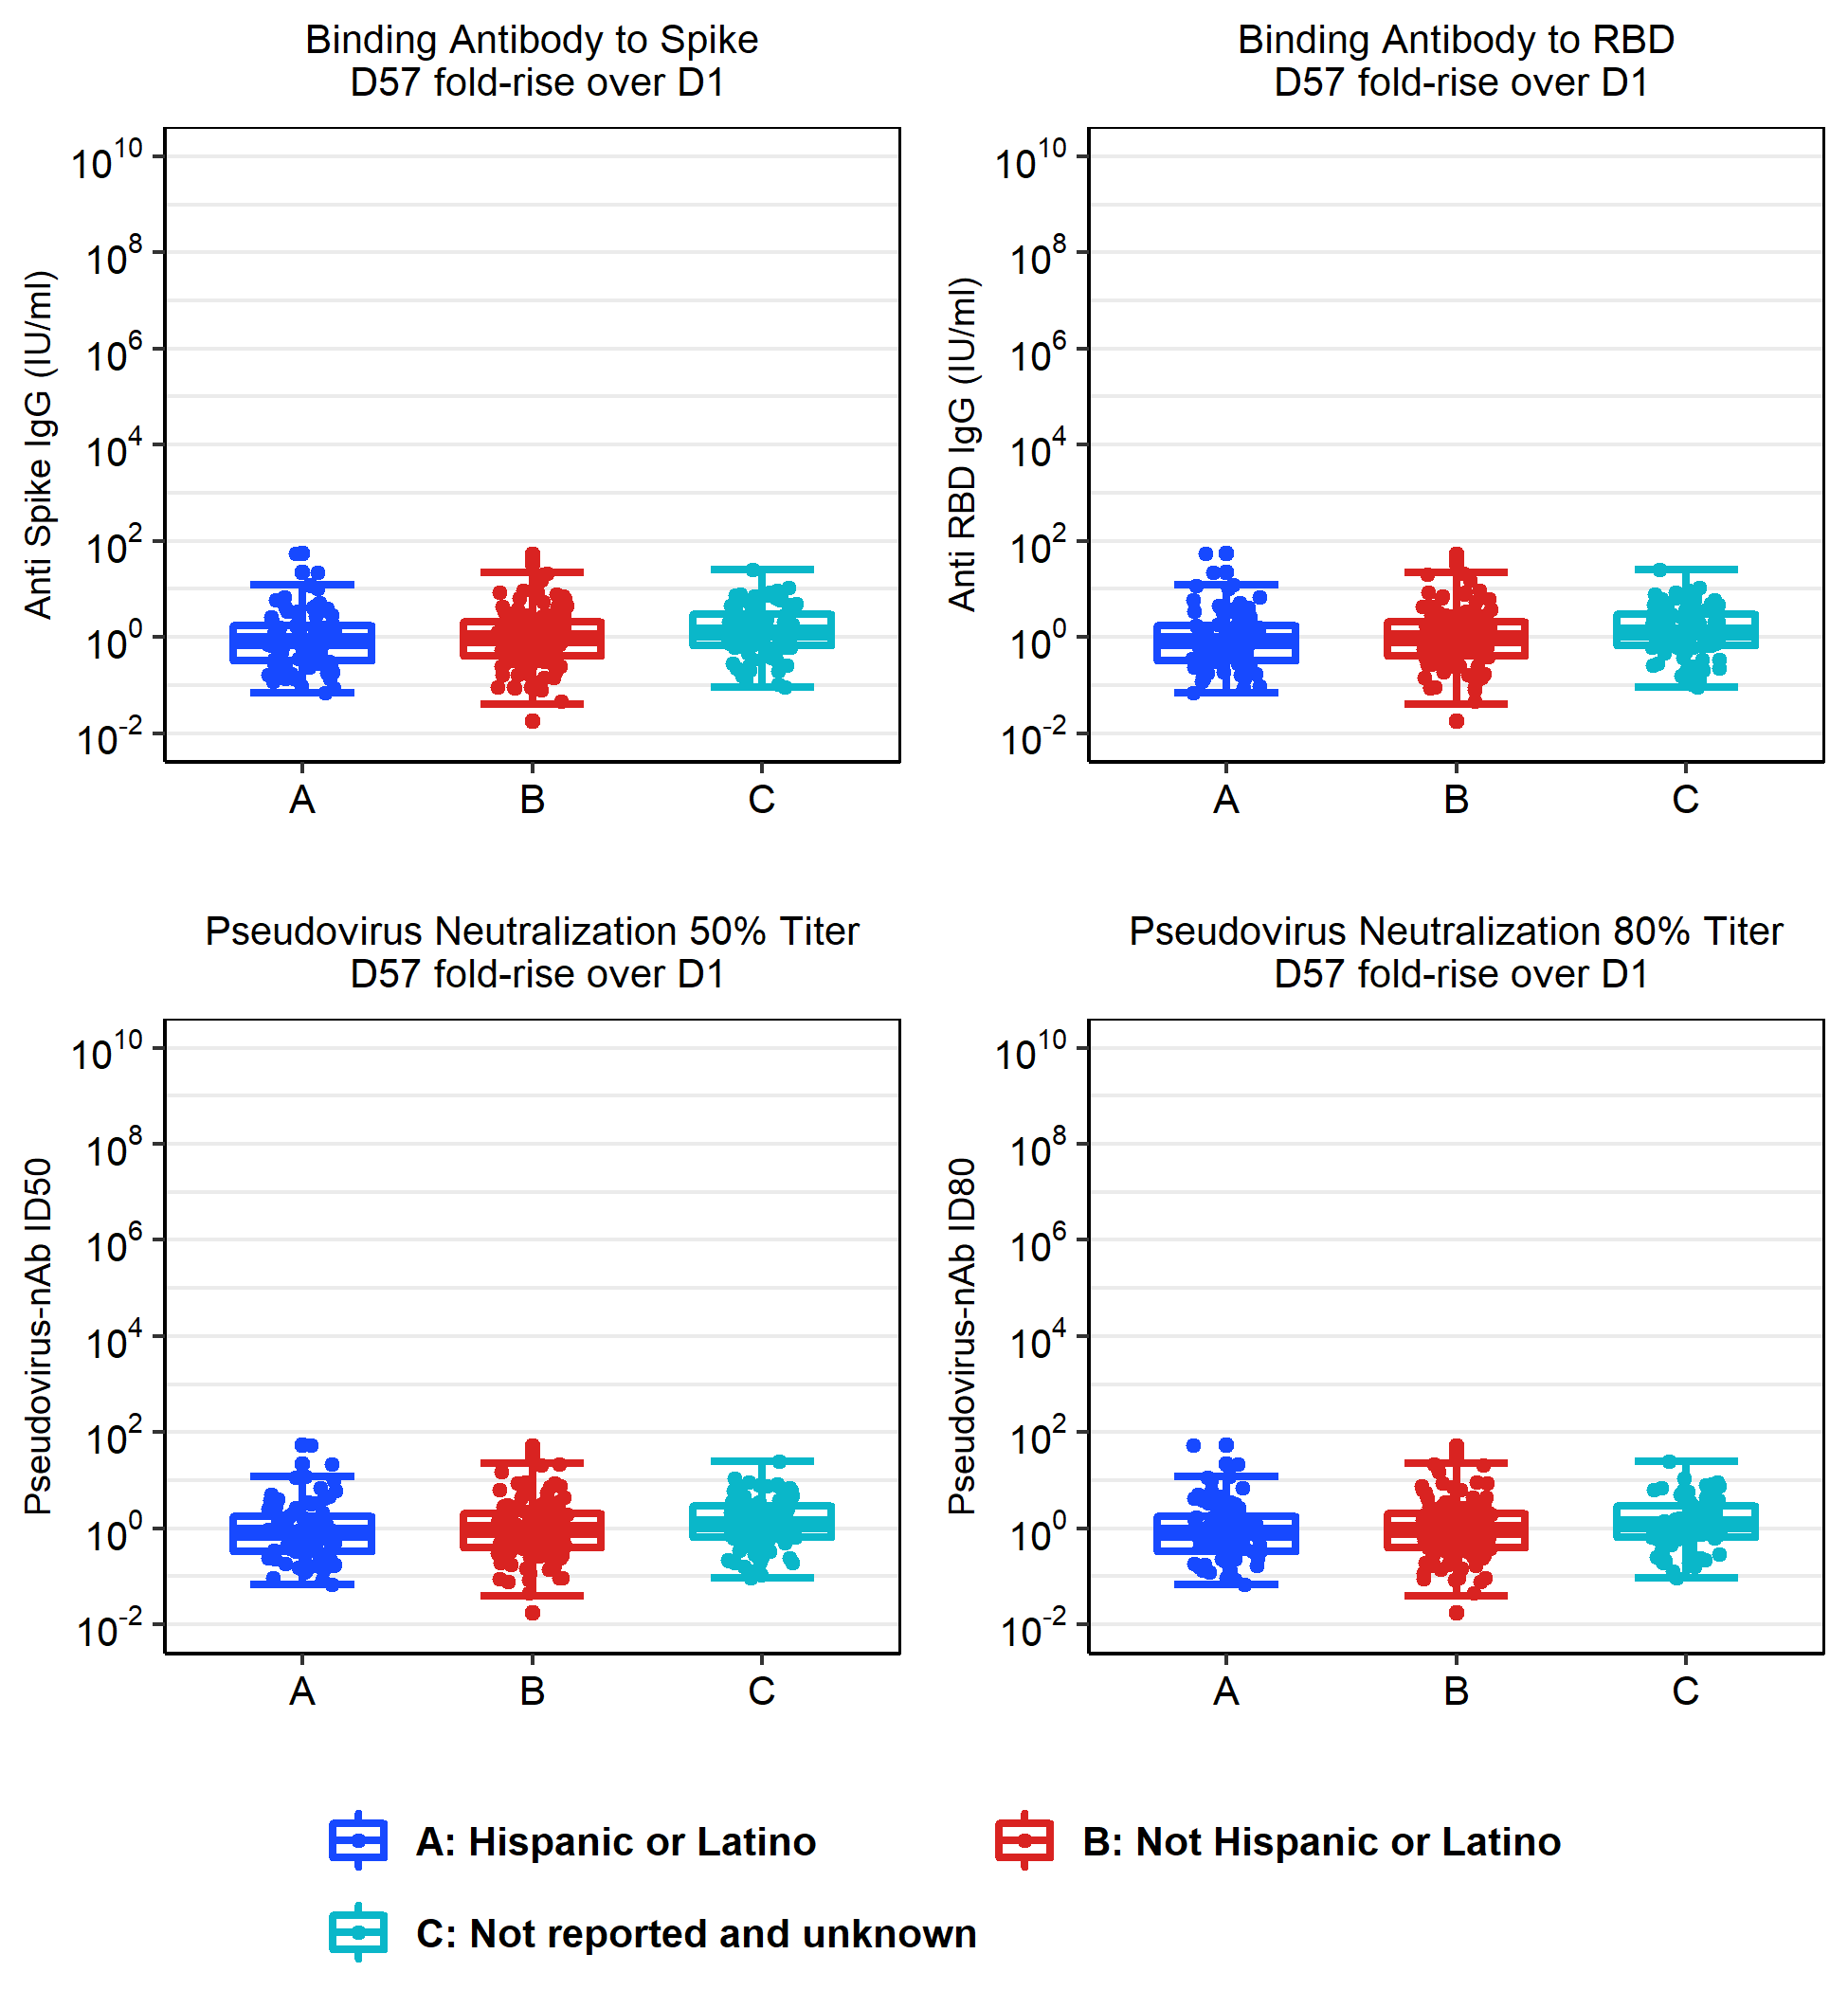 Binding Antibody to Spike
D57 fold-rise over D1
Anti Spike IgG (IU/ml)
10^10
10^8
10^6
10^4
10^2
10^0
10^-2
A B C
Binding Antibody to RBD
D57 fold-rise over D1
Anti RBD IgG (IU/ml)
10^10
10^8
10^6
10^4
10^2
10^0
10^-2
A B C
Pseudovirus Neutralization 50% Titer
D57 fold-rise over D1
Pseudovirus-nAb ID50
10^10
10^8
10^6
10^4
10^2
10^0
10^-2
A B C
Pseudovirus Neutralization 80% Titer
D57 fold-rise over D1
Pseudovirus-nAb ID80
10^10
10^8
10^6
10^4
10^2
10^0
10^-2
A B C
A: Hispanic or Latino
B: Not Hispanic or Latino
C: Not reported and unknown